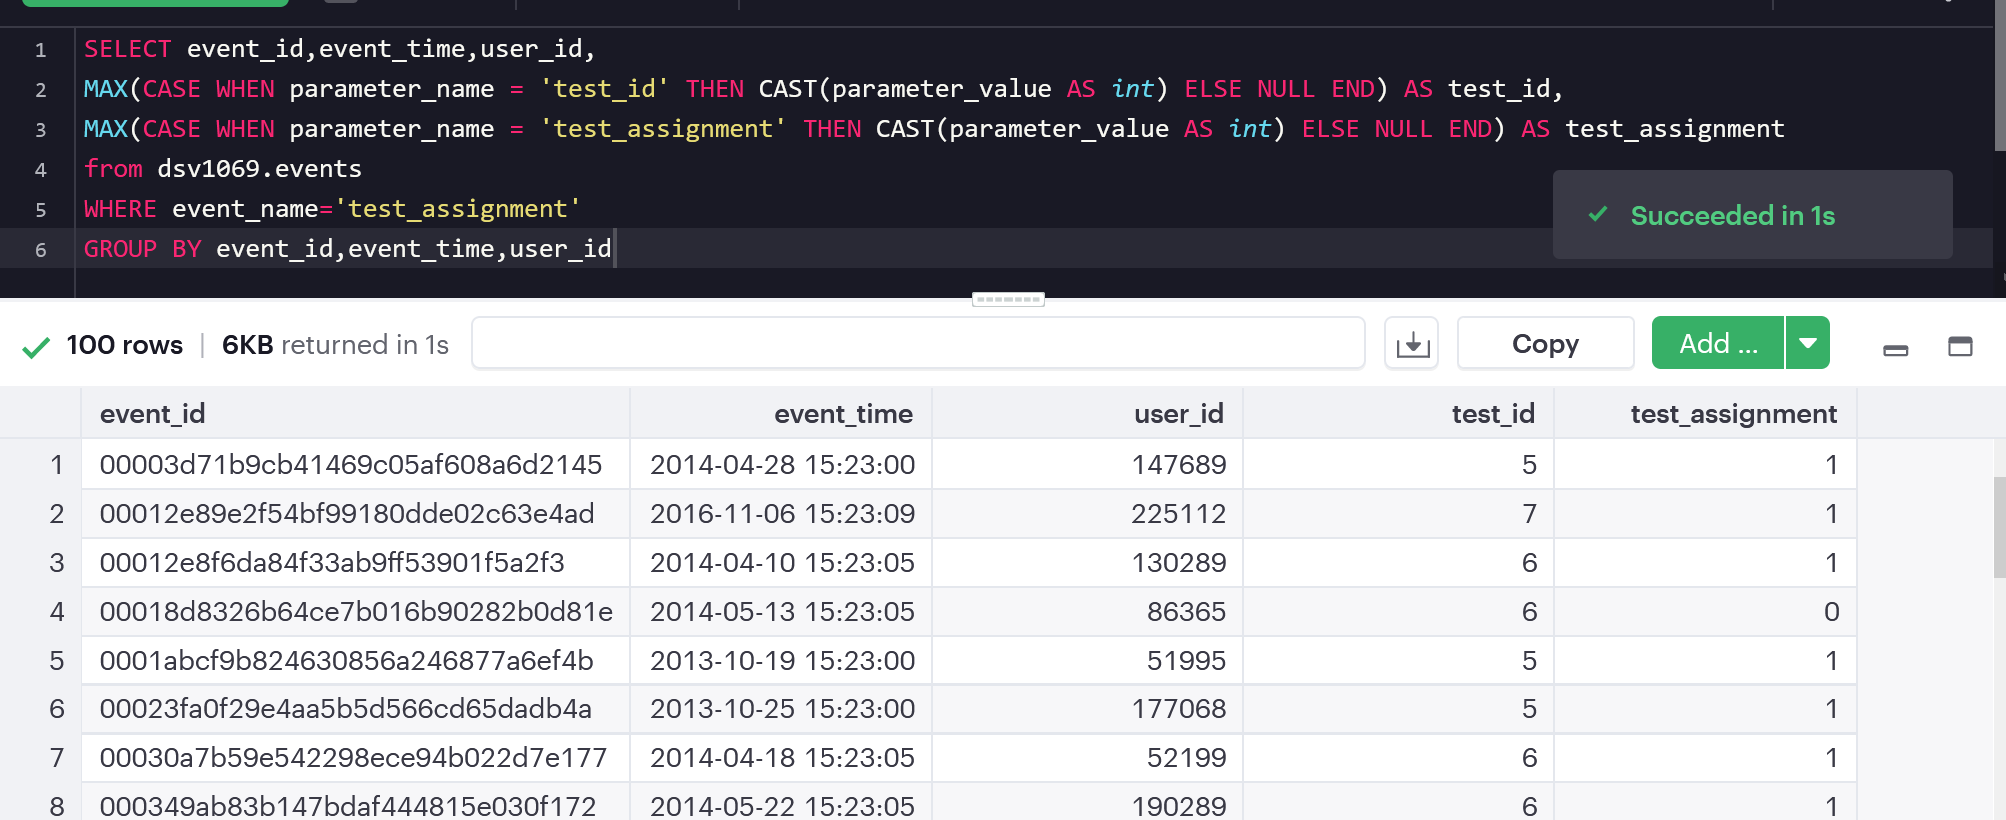 1 SELECT event_id,event_time,user_id,
2 MAX(CASE WHEN parameter_name = 'test_id' THEN CAST(parameter_value AS int) ELSE NULL END) AS test_id,
3 MAX(CASE WHEN parameter_name = 'test_assignment' THEN CAST(parameter_value AS int) ELSE NULL END) AS test_assignment
4 from dsv1069.events
5 WHERE event_name='test_assignment'
6 GROUP BY event_id,event_time,user_id
Succeeded in 1s
100 rows | 6KB returned in 1s Copy Add ...
event_id event_time user_id test_id test_assignment
1 00003d71b9cb41469c05af608a6d2145 2014-04-28 15:23:00 147689 5 1
2 00012e89e2f54bf99180dde02c63e4ad 2016-11-06 15:23:09 225112 7 1
3 00012e8f6da84f33ab9ff53901f5a2f3 2014-04-10 15:23:05 130289 6 1
4 00018d8326b64ce7b016b90282b0d81e 2014-05-13 15:23:05 86365 6 0
5 0001abcf9b824630856a246877a6ef4b 2013-10-19 15:23:00 51995 5 1
6 00023fa0f29e4aa5b5d566cd65dadb4a 2013-10-25 15:23:00 177068 5 1
7 00030a7b59e542298ece94b022d7e177 2014-04-18 15:23:05 52199 6 1
8 000349ab83b147bdaf444815e030f172 2014-05-22 15:23:05 190289 6 1